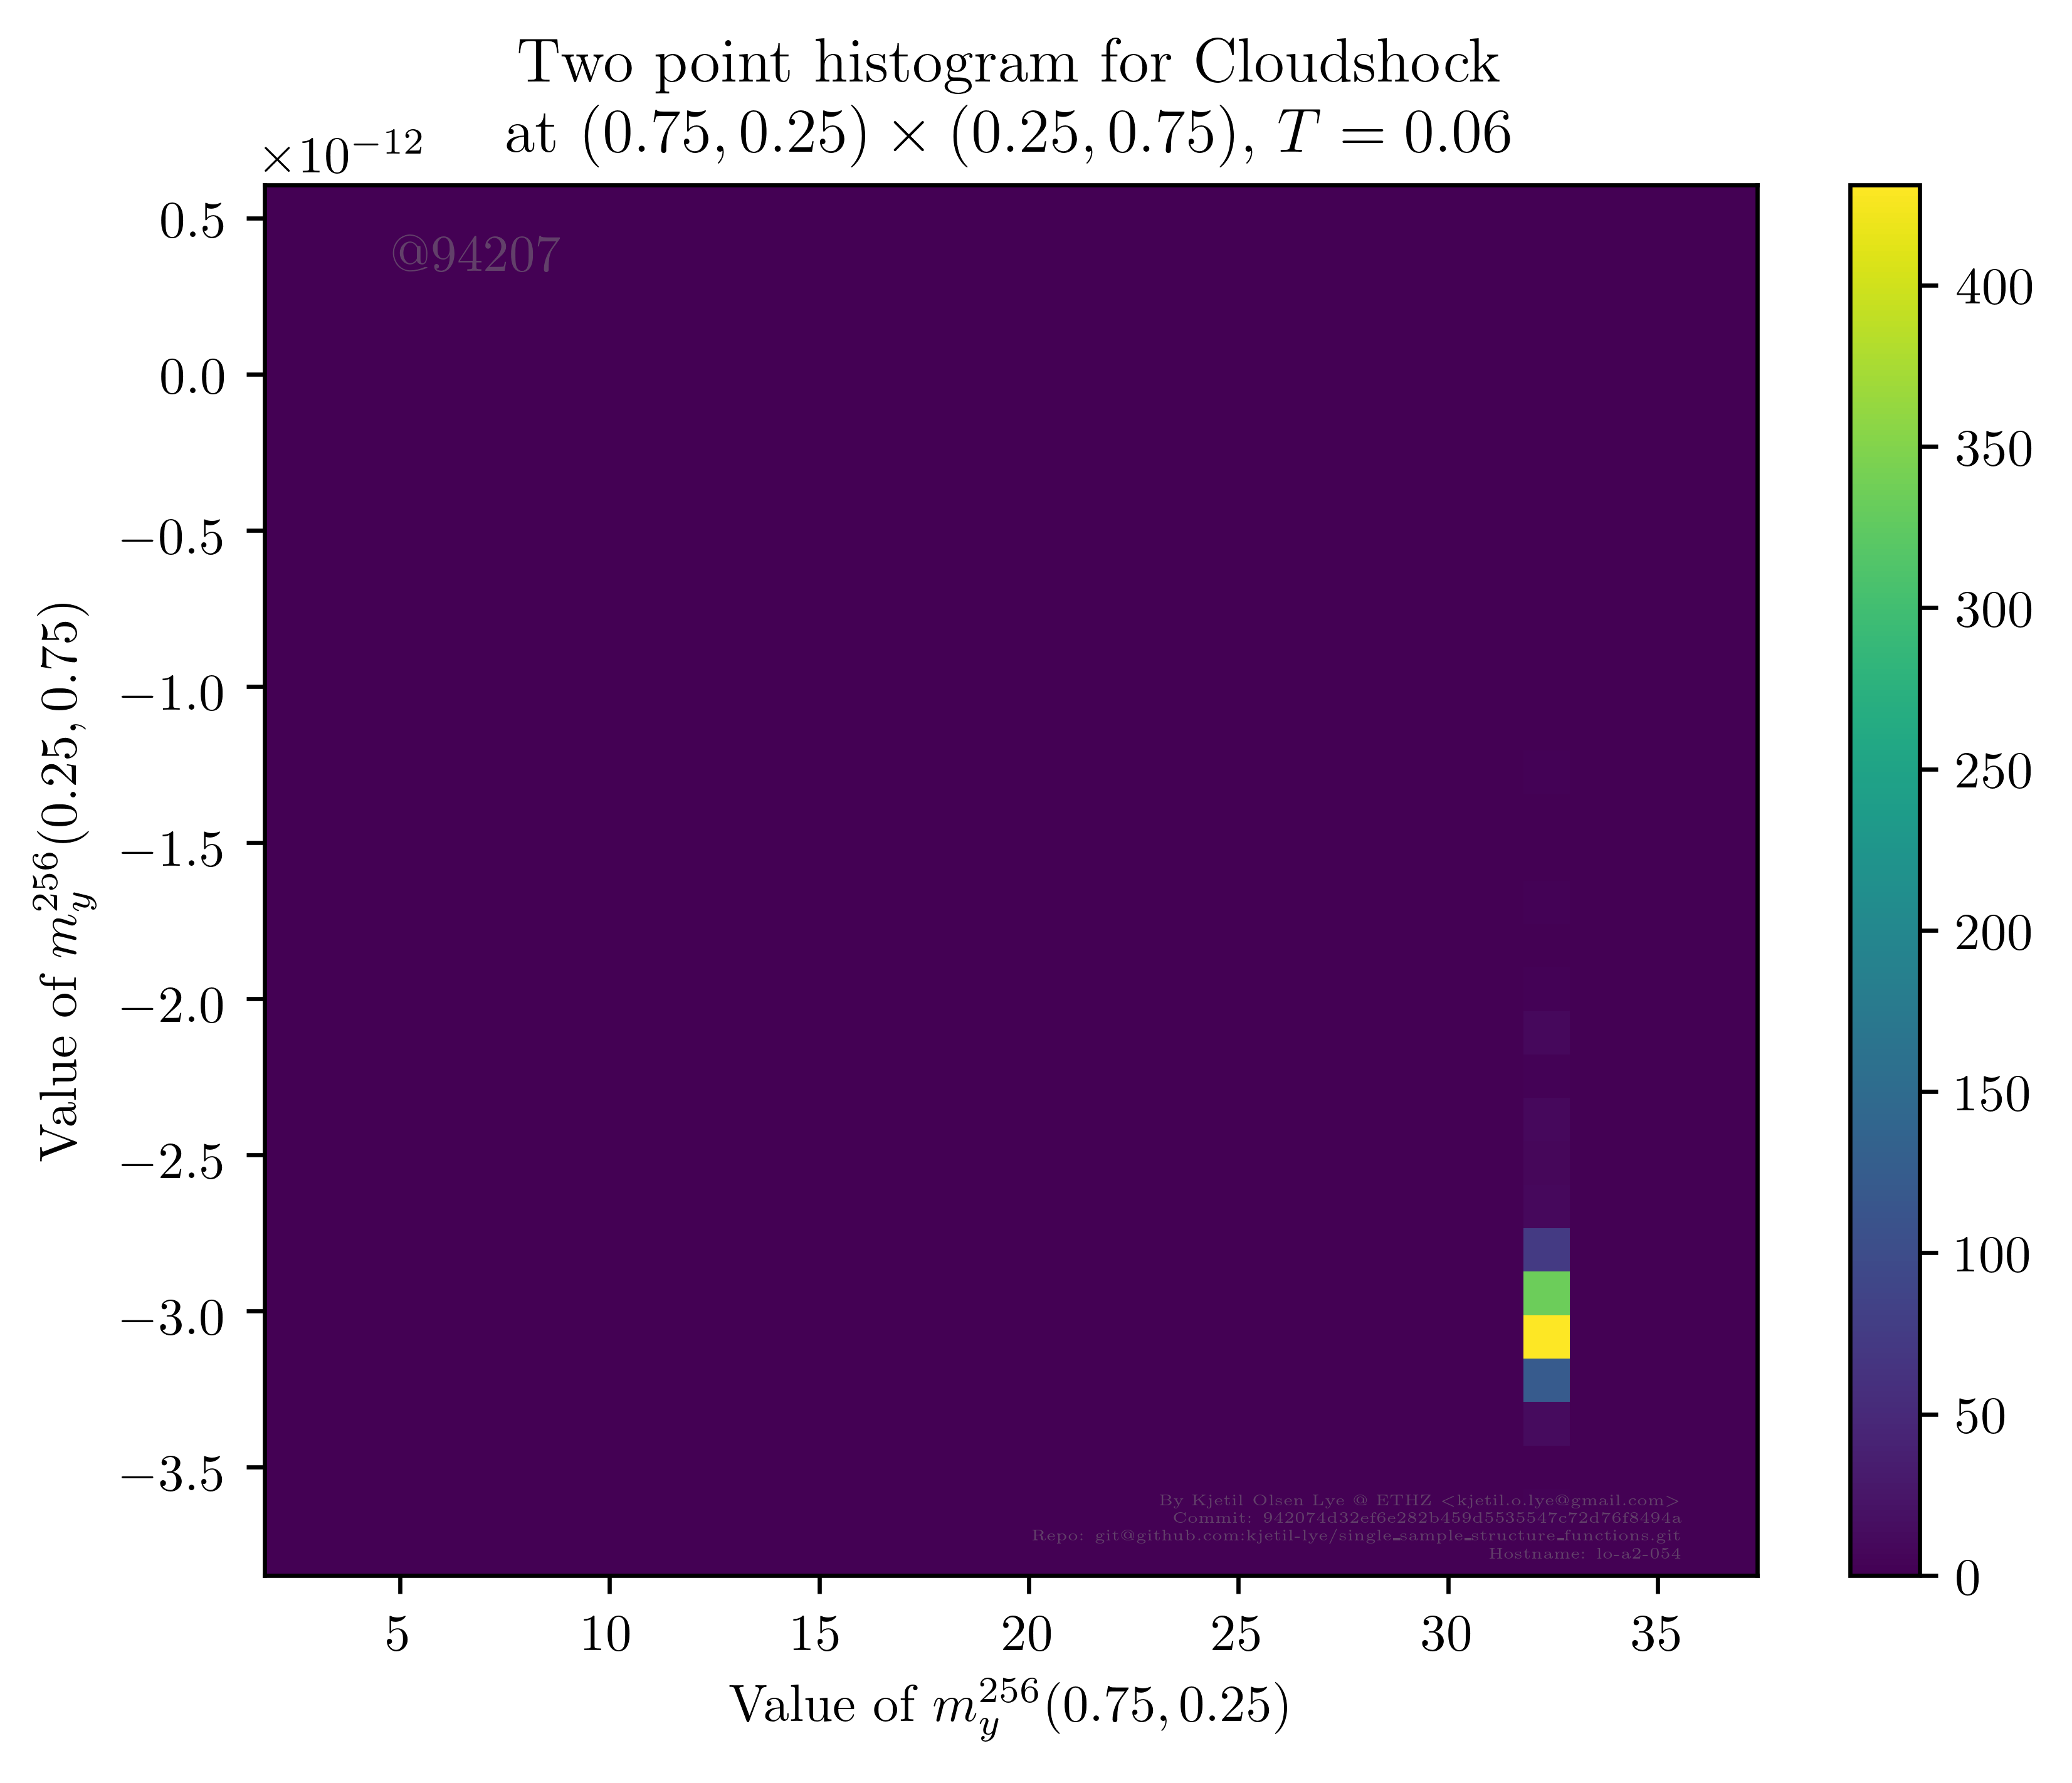 Two point histogram for Cloudshock
at (0.75, 0.25) × (0.25, 0.75), T = 0.06
×10⁻¹²
0.5
0.0
−0.5
−1.0
−1.5
−2.0
−2.5
−3.0
−3.5
Value of m_y^256(0.25, 0.75)
@94207
By Kjetil Olsen Lye @ ETHZ <kjetil.o.lye@gmail.com>
Commit: 942074d32ef6e282b459d5535547c72d76f8494a
Repo: git@github.com:kjetil-lye/single_sample_structure_functions.git
Hostname: lo-a2-054
5 10 15 20 25 30 35
Value of m_y^256(0.75, 0.25)
400
350
300
250
200
150
100
50
0